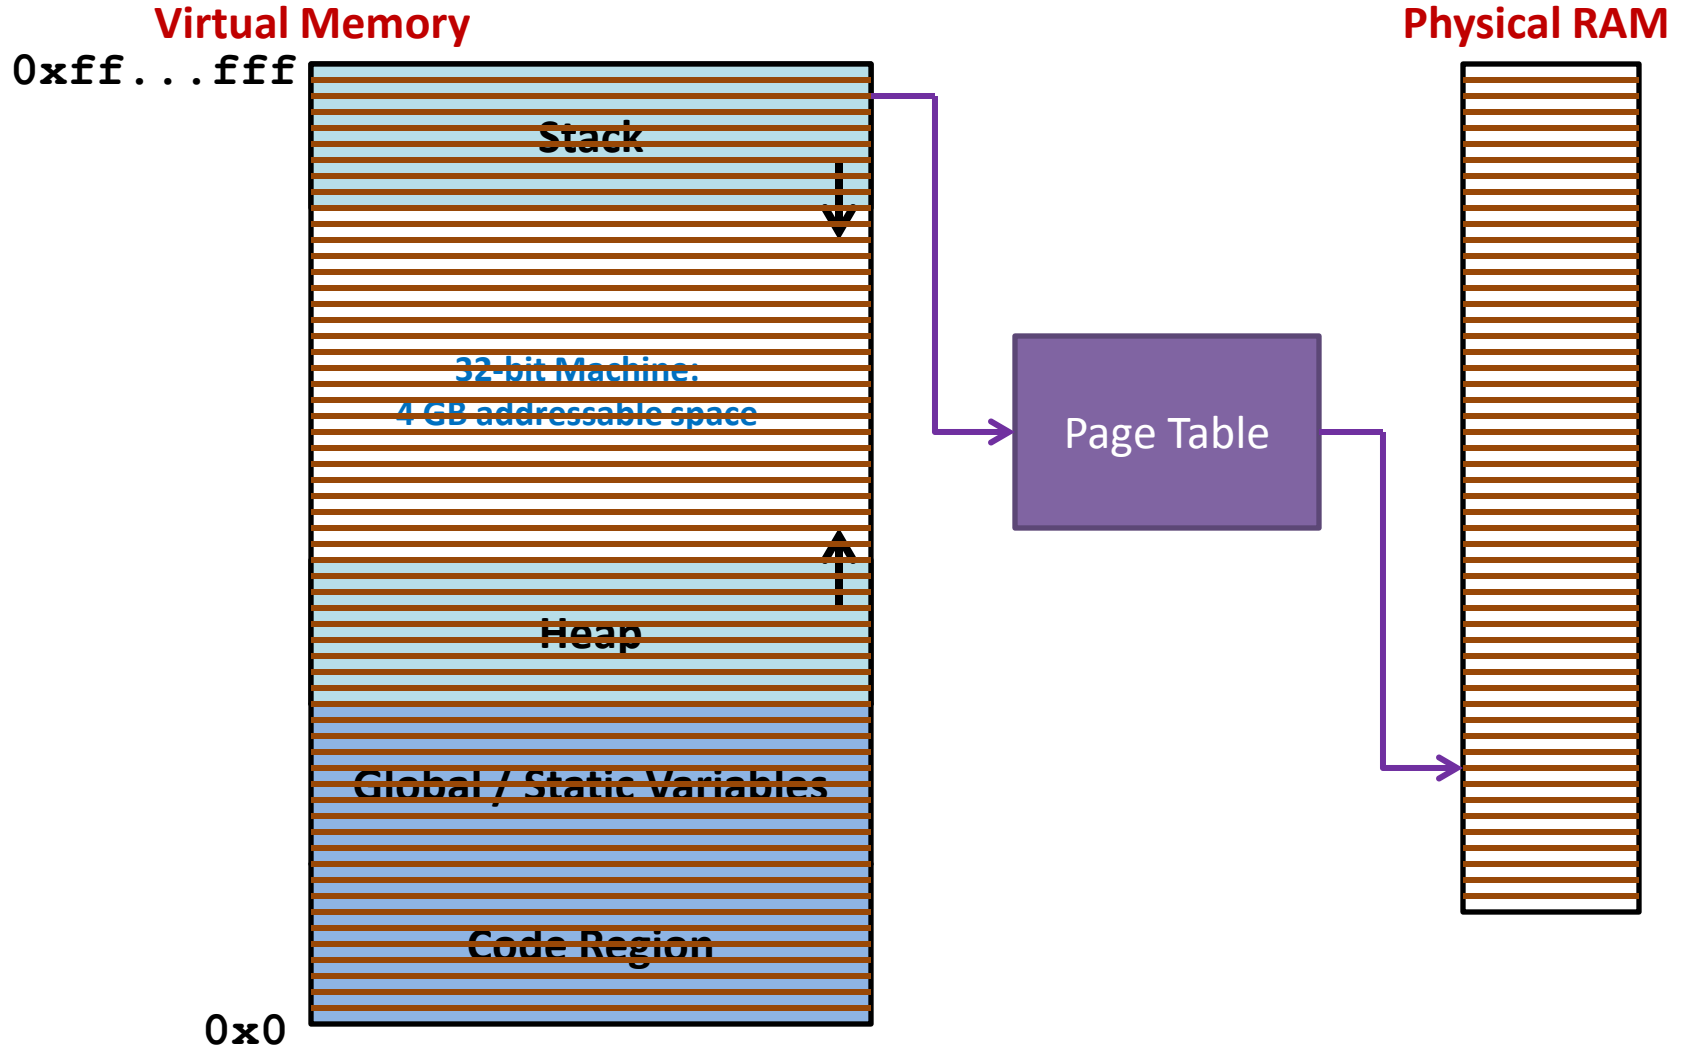 Virtual Memory
Physical RAM
0xff...fff
Stack
32-bit Machine:
4 GB addressable space
Page Table
Heap
Global / Static Variables
Code Region
0x0